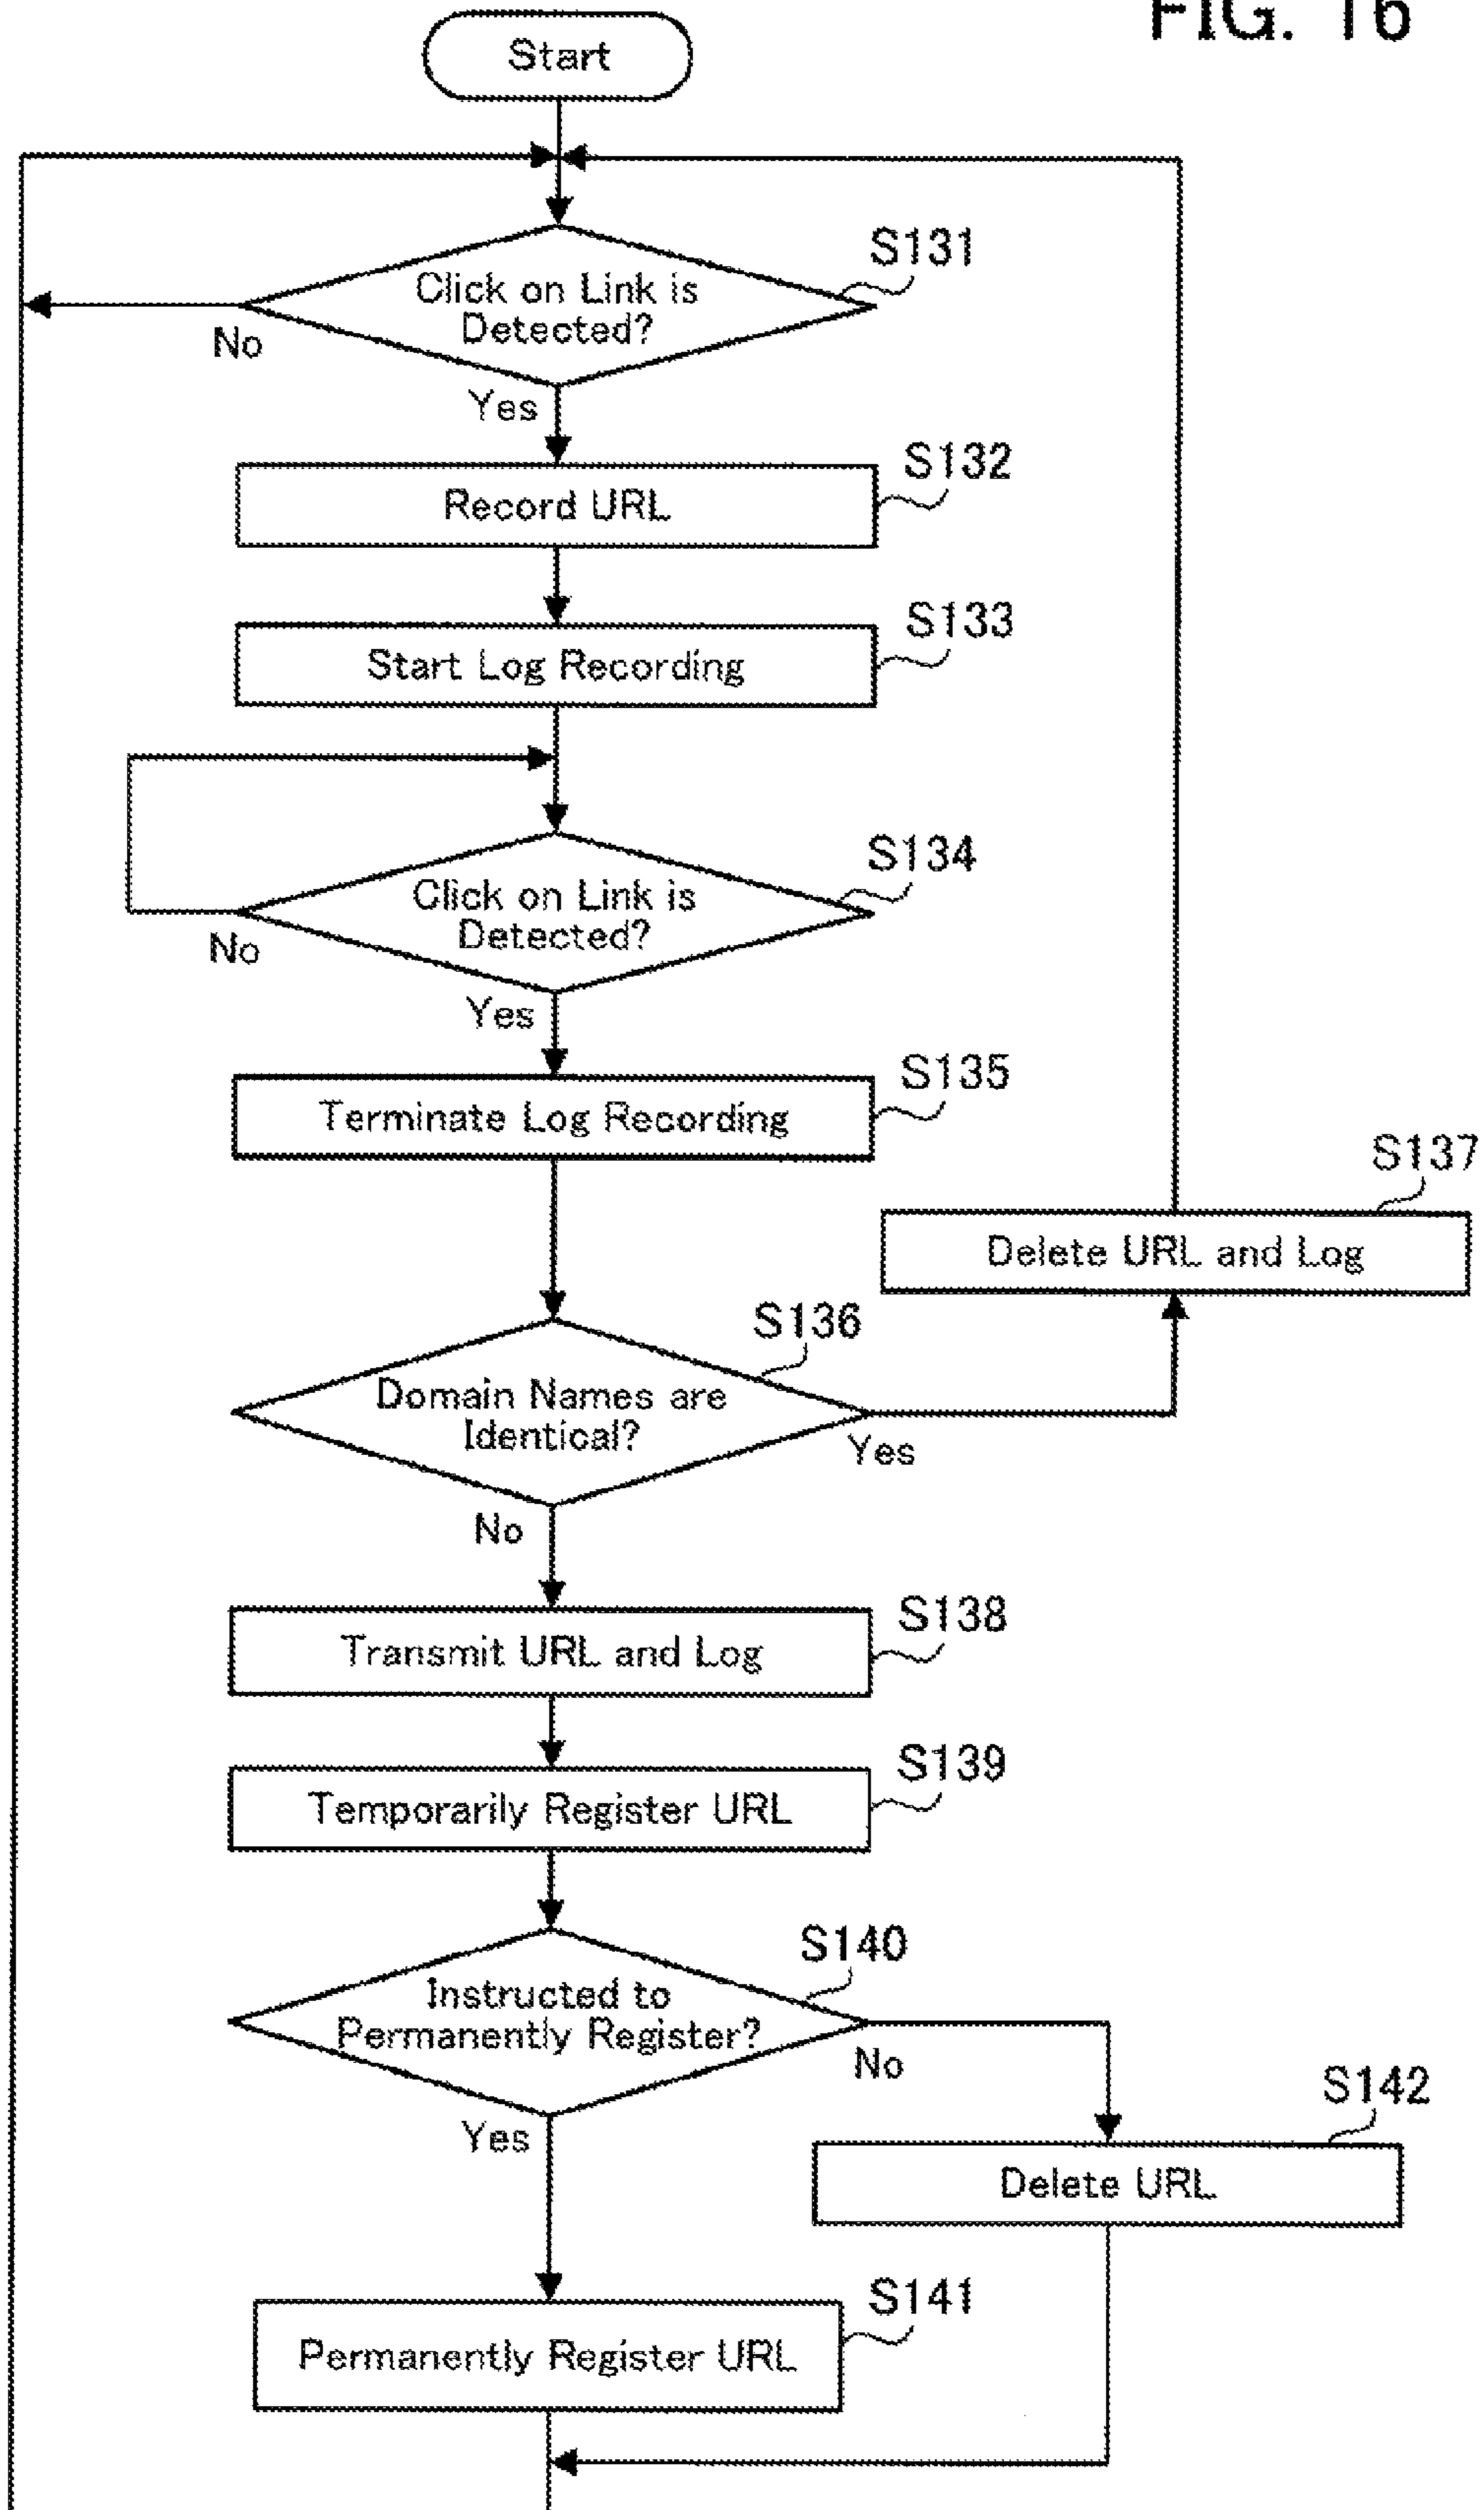 FIG. 16
Start
S131
Click on Link is
Detected?
No
Yes
S132
Record URL
S133
Start Log Recording
S134
Click on Link is
Detected?
No
Yes
S135
Terminate Log Recording
S137
Delete URL and Log
S136
Domain Names are
Identical?
Yes
No
S138
Transmit URL and Log
S139
Temporarily Register URL
S140
Instructed to
Permanently Register?
No
Yes
S142
Delete URL
S141
Permanently Register URL